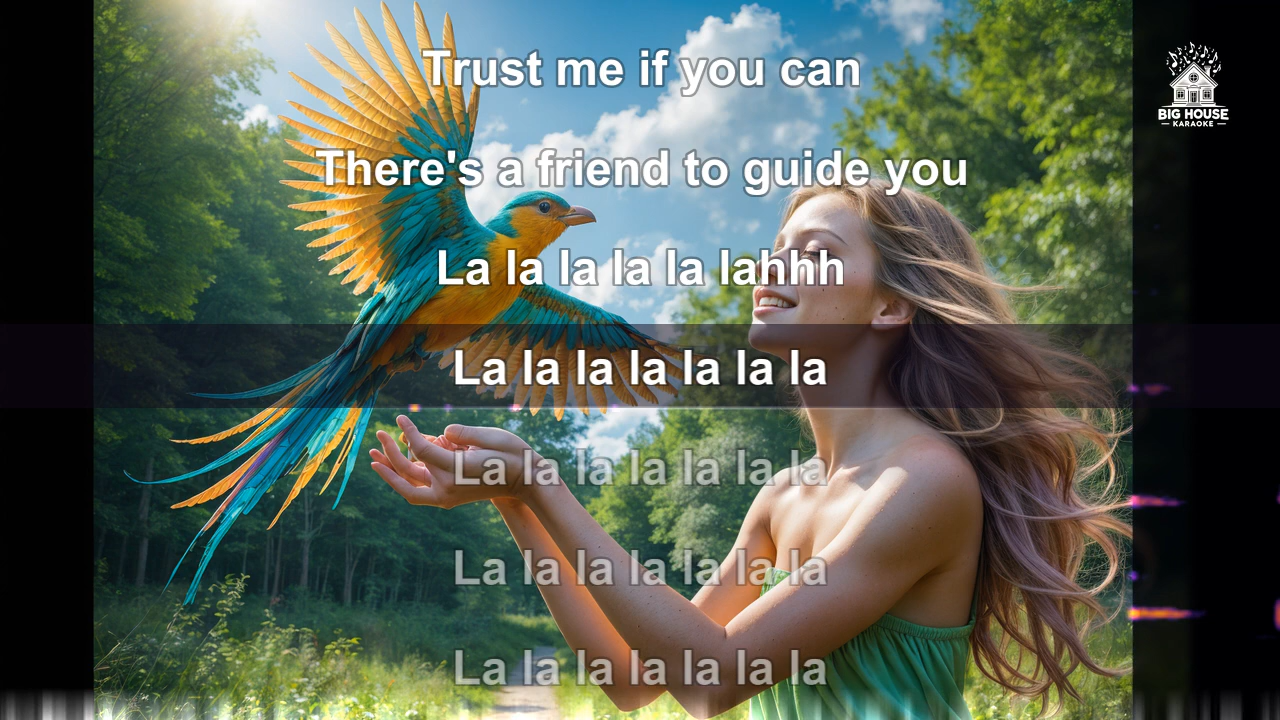 Trust me if you can
BIG HOUSE
KARAOKE
There's a friend to guide you
La la la la la lahhh
La la la la la la la
La la la la la la la
La la la la la la la
La la la la la la la